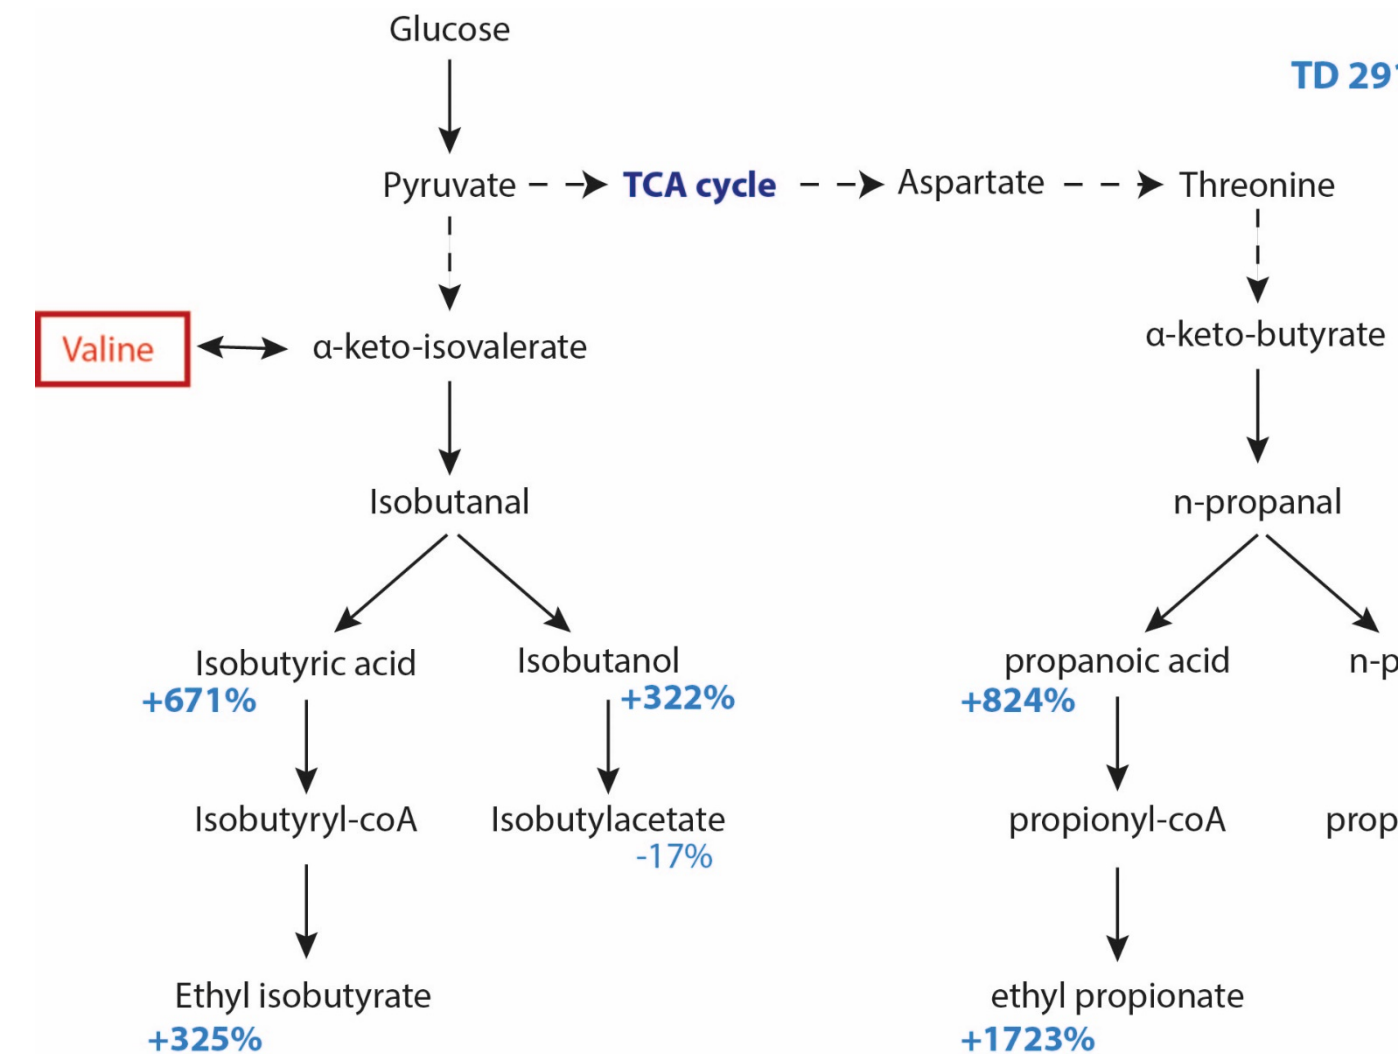 Glucose
TD 29
Pyruvate
TCA cycle
Aspartate
Threonine
Valine
α-keto-isovalerate
α-keto-butyrate
Isobutanal
n-propanal
Isobutyric acid
Isobutanol
propanoic acid
n-p
+671%
+322%
+824%
Isobutyryl-coA
Isobutylacetate
propionyl-coA
prop
-17%
Ethyl isobutyrate
ethyl propionate
+325%
+1723%